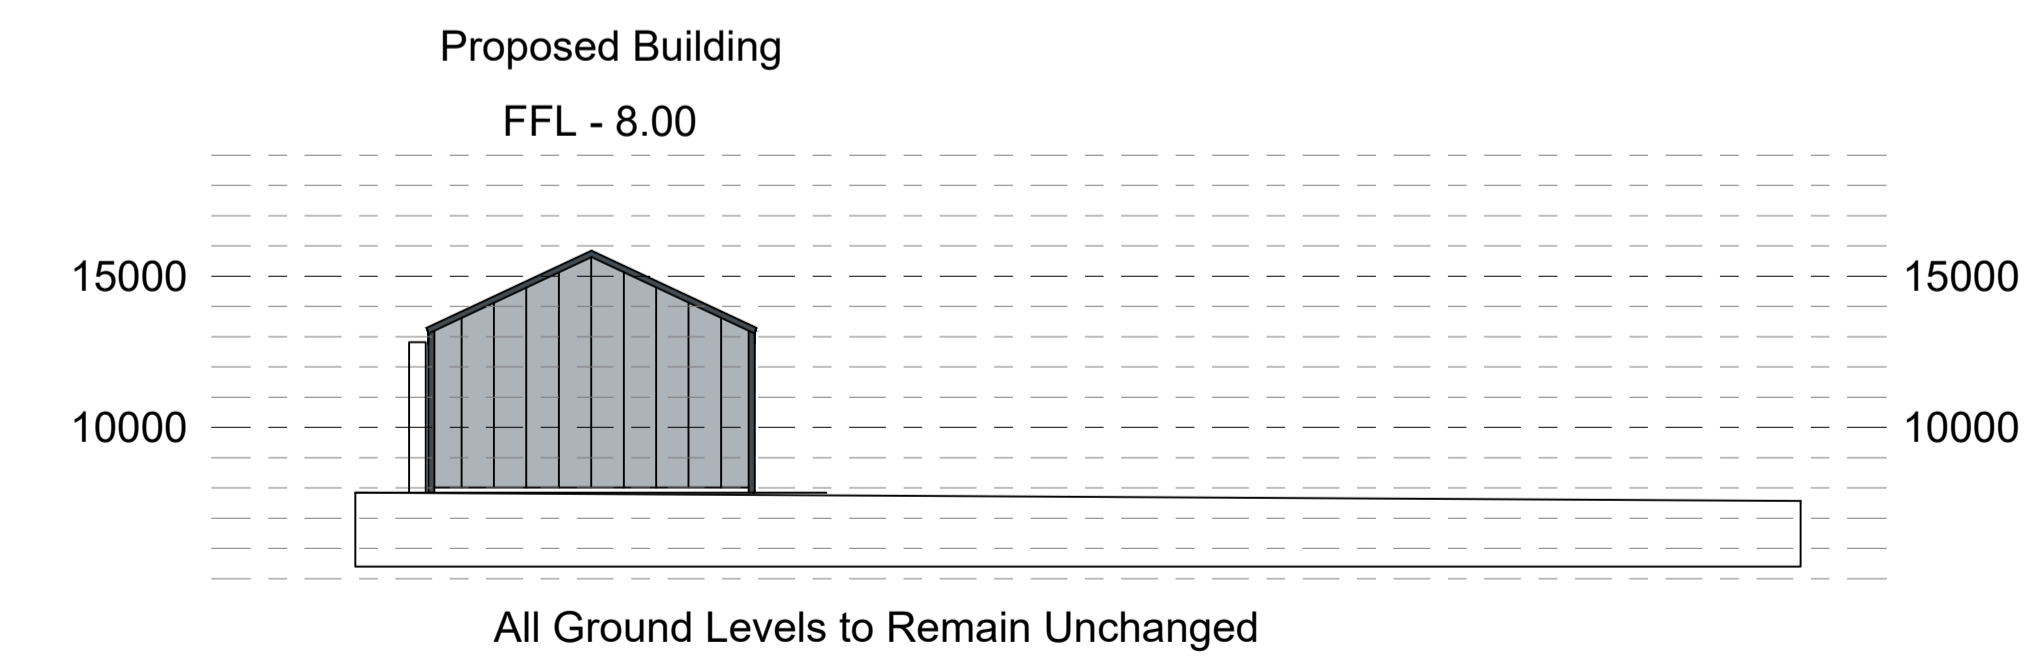 Proposed Building
FFL - 8.00
15000 15000
10000 10000
All Ground Levels to Remain Unchanged